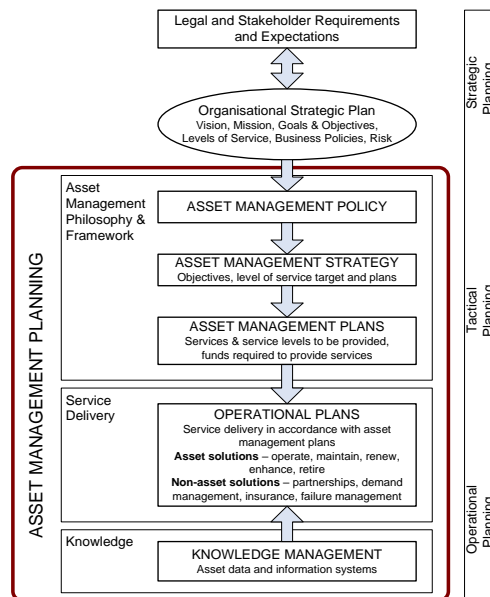 Legal and Stakeholder Requirements
and Expectations
Organisational Strategic Plan
Vision, Mission, Goals & Objectives,
Levels of Service, Business Policies, Risk
Asset
Management
Philosophy &
Framework
ASSET MANAGEMENT POLICY
ASSET MANAGEMENT STRATEGY
Objectives, level of service target and plans
ASSET MANAGEMENT PLANS
Services & service levels to be provided,
funds required to provide services
Service
Delivery
OPERATIONAL PLANS
Service delivery in accordance with asset
management plans
Asset solutions – operate, maintain, renew,
enhance, retire
Non-asset solutions – partnerships, demand
management, insurance, failure management
Knowledge
KNOWLEDGE MANAGEMENT
Asset data and information systems
ASSET MANAGEMENT PLANNING
Strategic
Planning
Tactical
Planning
Operational
Planning